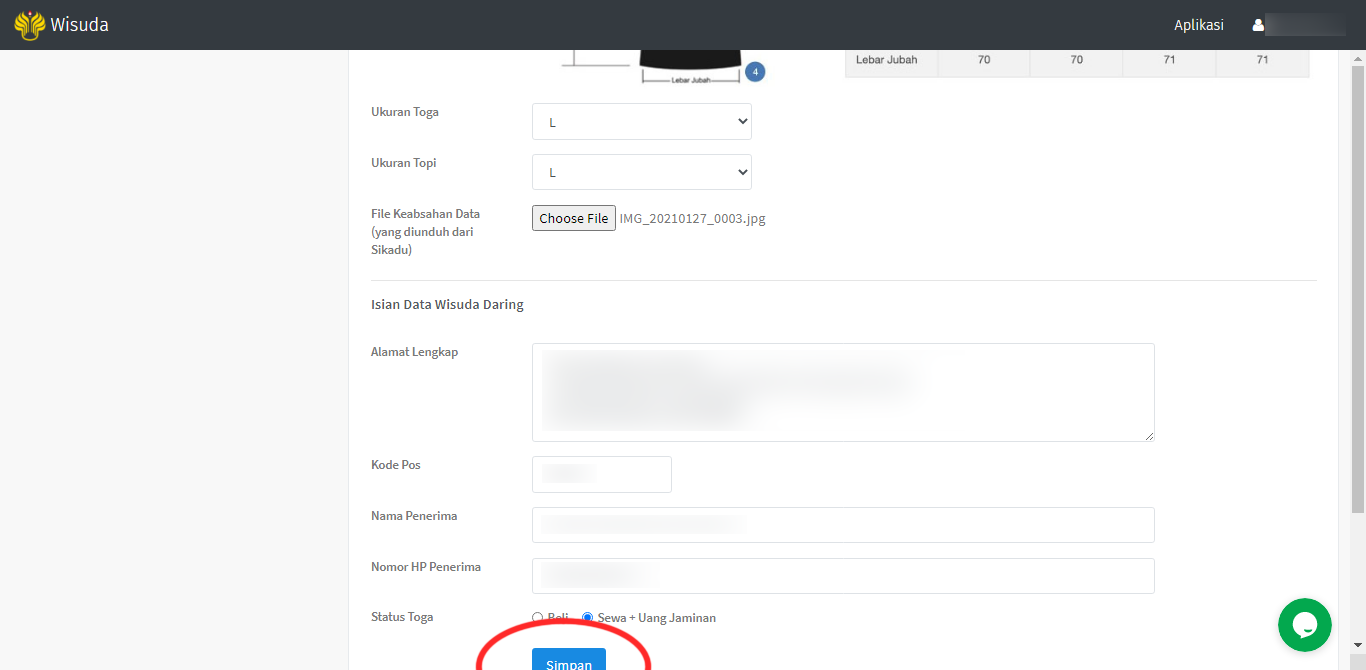 Wisuda
Aplikasi
Lebar Jubah
4
Lebar Jubah 70 70 71 71
Ukuran Toga L
Ukuran Topi L
File Keabsahan Data
(yang diunduh dari
Sikadu)
Choose File IMG_20210127_0003.jpg
Isian Data Wisuda Daring
Alamat Lengkap
Kode Pos
Nama Penerima
Nomor HP Penerima
Status Toga Beli Sewa + Uang Jaminan
Simpan